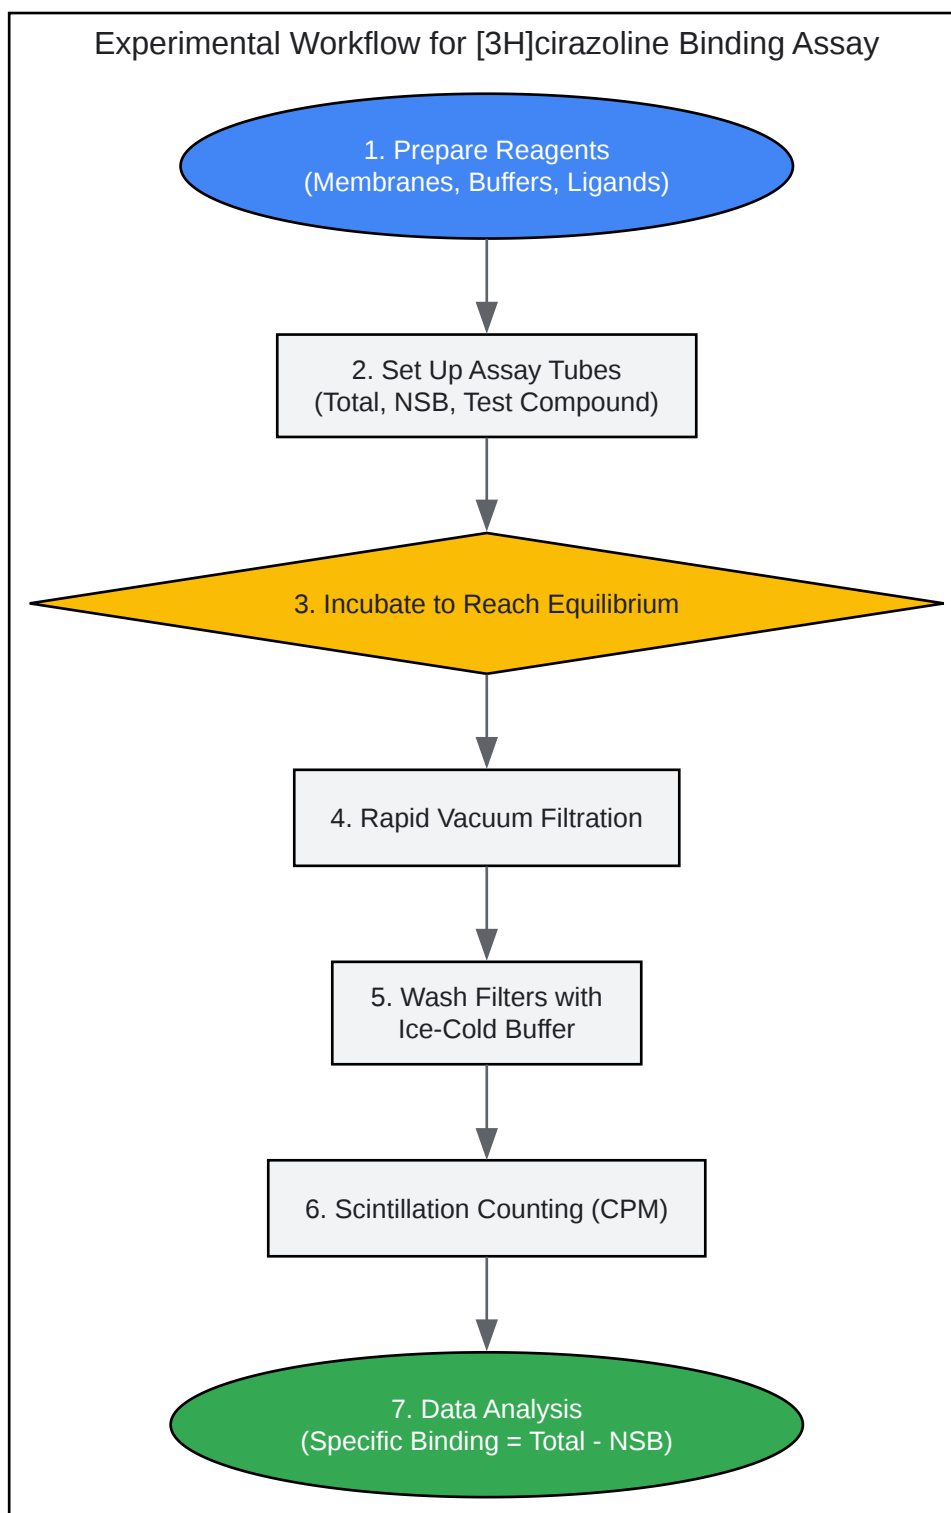 Experimental Workflow for [3H]cirazoline Binding Assay
1. Prepare Reagents
(Membranes, Buffers, Ligands)
2. Set Up Assay Tubes
(Total, NSB, Test Compound)
3. Incubate to Reach Equilibrium
4. Rapid Vacuum Filtration
5. Wash Filters with
Ice-Cold Buffer
6. Scintillation Counting (CPM)
7. Data Analysis
(Specific Binding = Total - NSB)